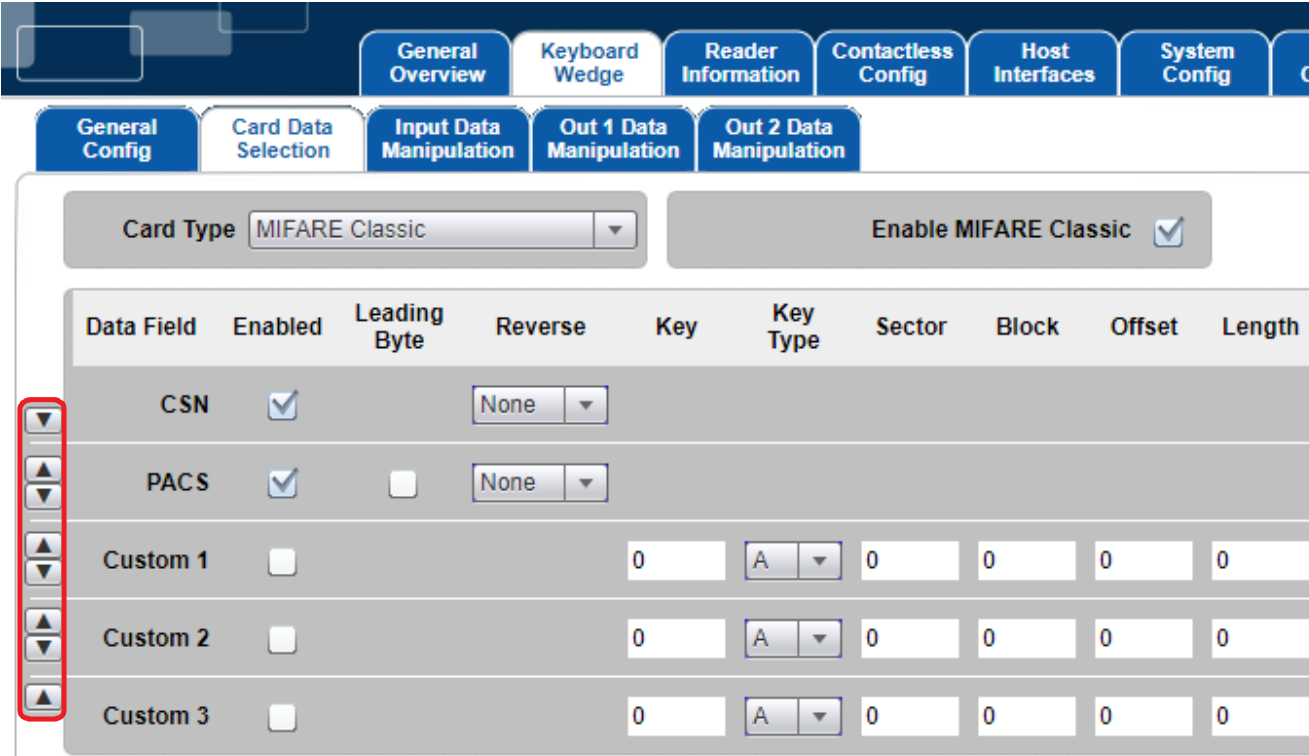 General Overview
Keyboard Wedge
Reader Information
Contactless Config
Host Interfaces
System Config
General Config
Card Data Selection
Input Data Manipulation
Out 1 Data Manipulation
Out 2 Data Manipulation
Card Type MIFARE Classic
Enable MIFARE Classic
Data Field Enabled Leading Byte Reverse Key Key Type Sector Block Offset Length
CSN None
PACS None
Custom 1 0 A 0 0 0 0
Custom 2 0 A 0 0 0 0
Custom 3 0 A 0 0 0 0